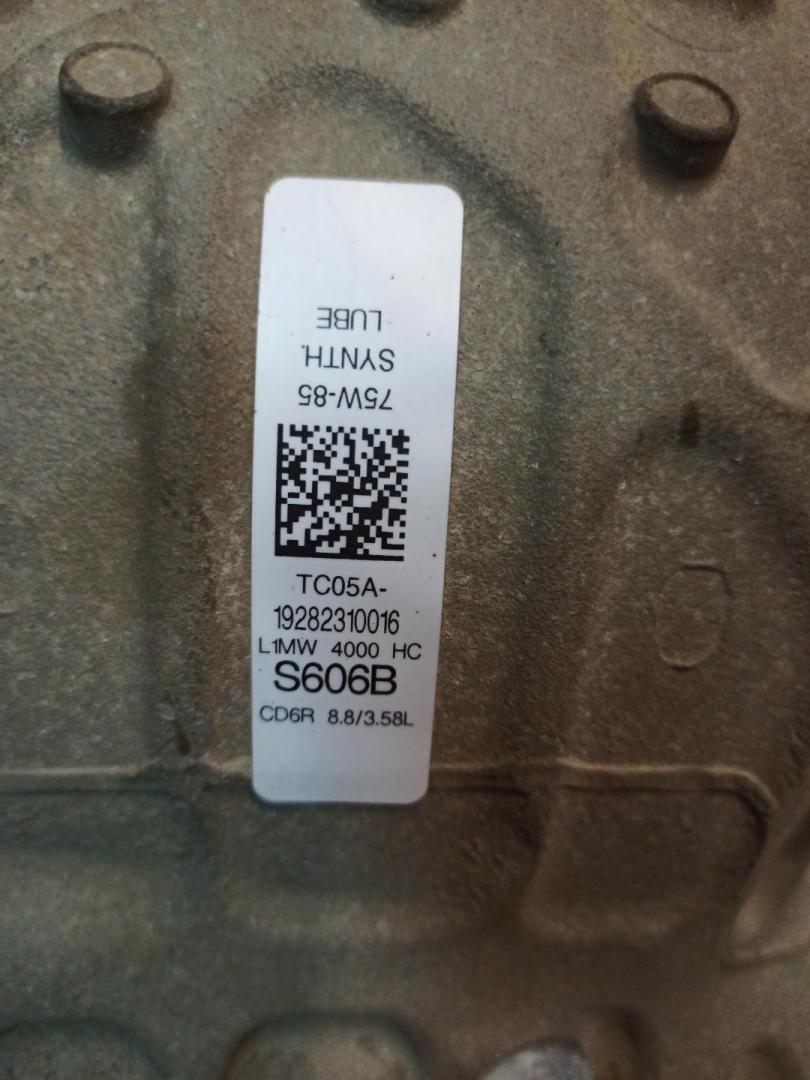 75W-85
SYNTH.
LUBE
TC05A-
19282310016
L1MW 4000 HC
S606B
CD6R 8.8/3.58L